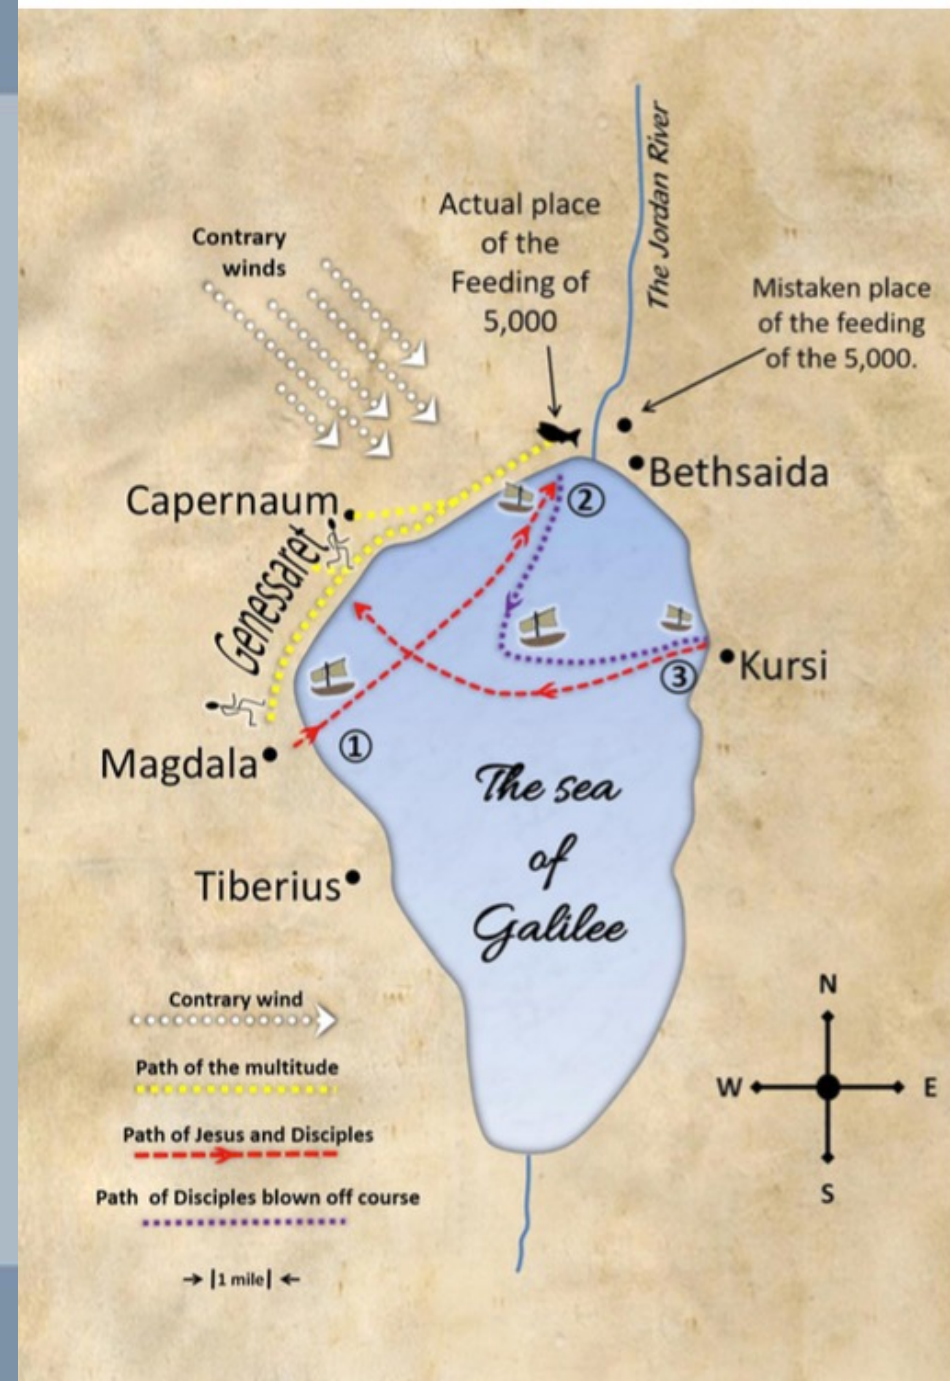 The Jordan River
Actual place
of the
Feeding of
5,000
Contrary
winds
Mistaken place
of the feeding
of the 5,000.
Bethsaida
Capernaum
Genessaret
②
Kursi
③
Magdala
①
The sea
of
Galilee
Tiberius
Contrary wind
Path of the multitude
Path of Jesus and Disciples
Path of Disciples blown off course
1 mile
N
W E
S